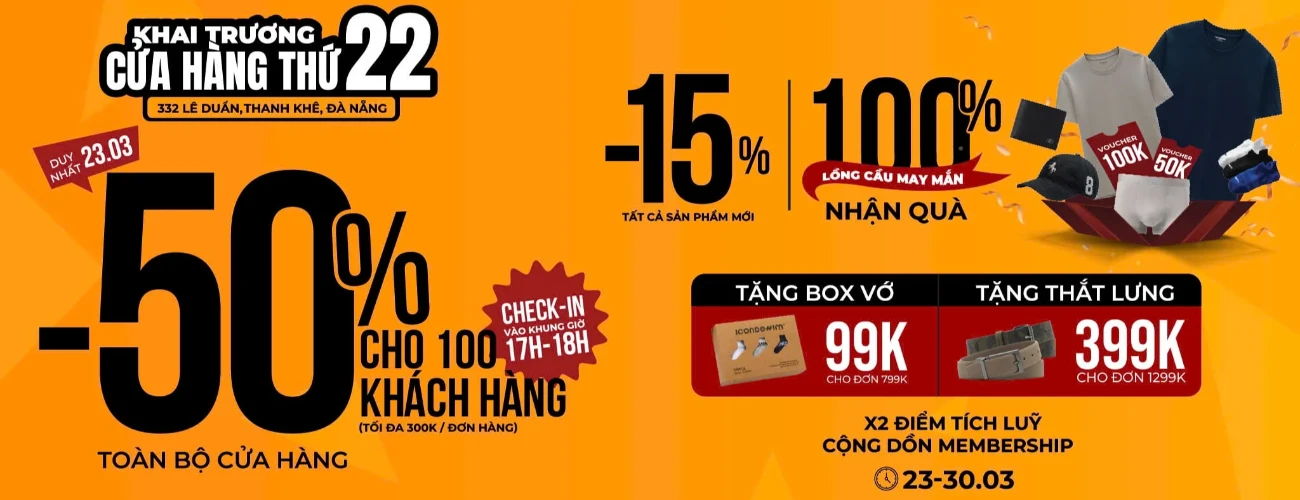 KHAI TRƯƠNG
CỬA HÀNG THỨ 22
332 LÊ DUẨN, THANH KHÊ, ĐÀ NẴNG
DUY NHẤT 23.03
-50%
CHO 100
KHÁCH HÀNG
(TỐI ĐA 300K / ĐƠN HÀNG)
TOÀN BỘ CỬA HÀNG
CHECK-IN
VÀO KHUNG GIỜ
17H-18H
-15%
TẤT CẢ SẢN PHẨM MỚI
100%
LỒNG CẦU MAY MẮN
NHẬN QUÀ
VOUCHER
100K
VOUCHER
50K
8
TẶNG BOX VỚ
ICONDENIM
99K
CHO ĐƠN 799K
TẶNG THẮT LƯNG
399K
CHO ĐƠN 1299K
X2 ĐIỂM TÍCH LUỸ
CỘNG DỒN MEMBERSHIP
23-30.03